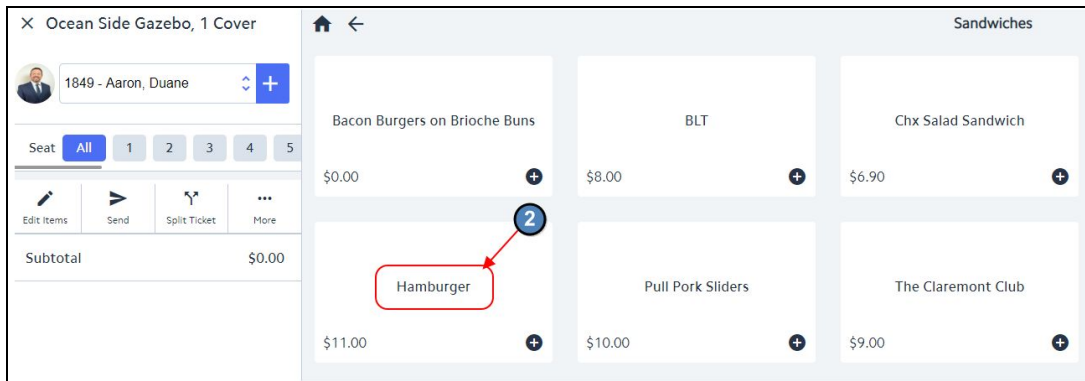 Ocean Side Gazebo, 1 Cover
1849 - Aaron, Duane
Seat All 1 2 3 4 5
Edit Items Send Split Ticket More
Subtotal $0.00
Sandwiches
Bacon Burgers on Brioche Buns BLT Chx Salad Sandwich
$0.00 $8.00 $6.90
2
Hamburger Pull Pork Sliders The Claremont Club
$11.00 $10.00 $9.00